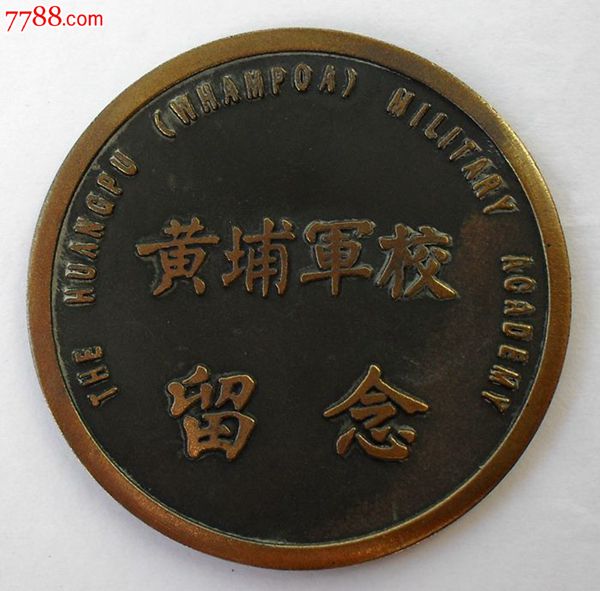 7788.com
THE HUANGPU (WHAMPOA) MILITARY ACADEMY
黄埔軍校
留念